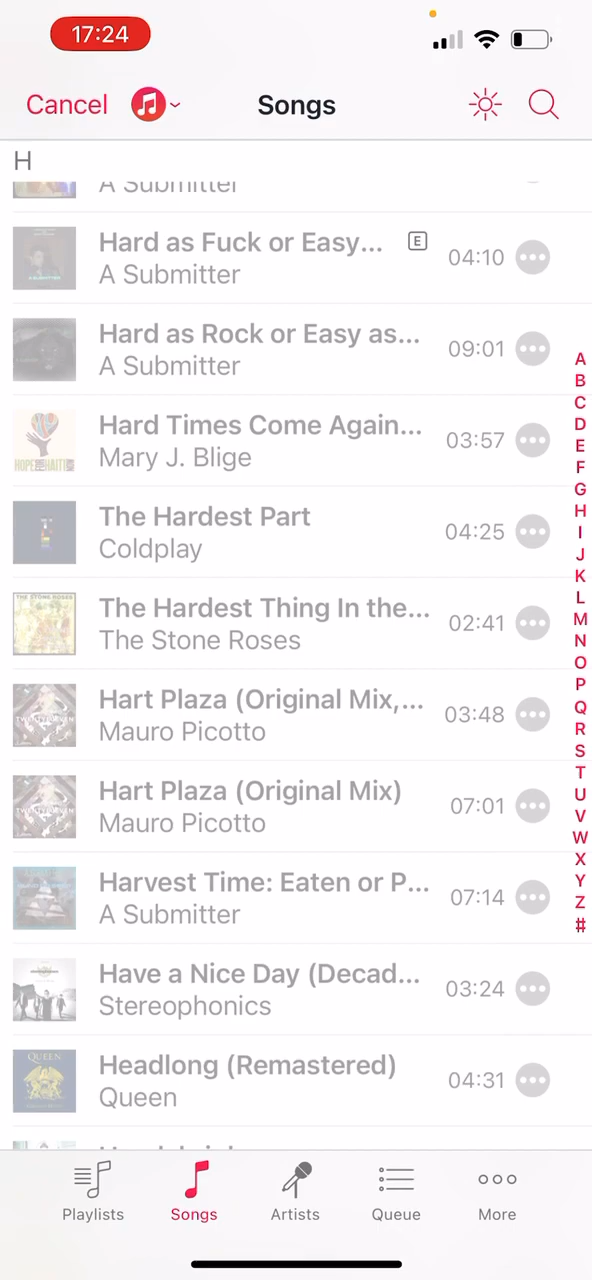 17:24
Cancel
Songs
H
A Submitter
Hard as Fuck or Easy...
E
A Submitter
04:10
Hard as Rock or Easy as...
A Submitter
09:01
Hard Times Come Again...
Mary J. Blige
03:57
The Hardest Part
Coldplay
04:25
The Hardest Thing In the...
The Stone Roses
02:41
Hart Plaza (Original Mix,...
Mauro Picotto
03:48
Hart Plaza (Original Mix)
Mauro Picotto
07:01
Harvest Time: Eaten or P...
A Submitter
07:14
Have a Nice Day (Decad...
Stereophonics
03:24
Headlong (Remastered)
Queen
04:31
A
B
C
D
E
F
G
H
I
J
K
L
M
N
O
P
Q
R
S
T
U
V
W
X
Y
Z
#
Playlists
Songs
Artists
Queue
More